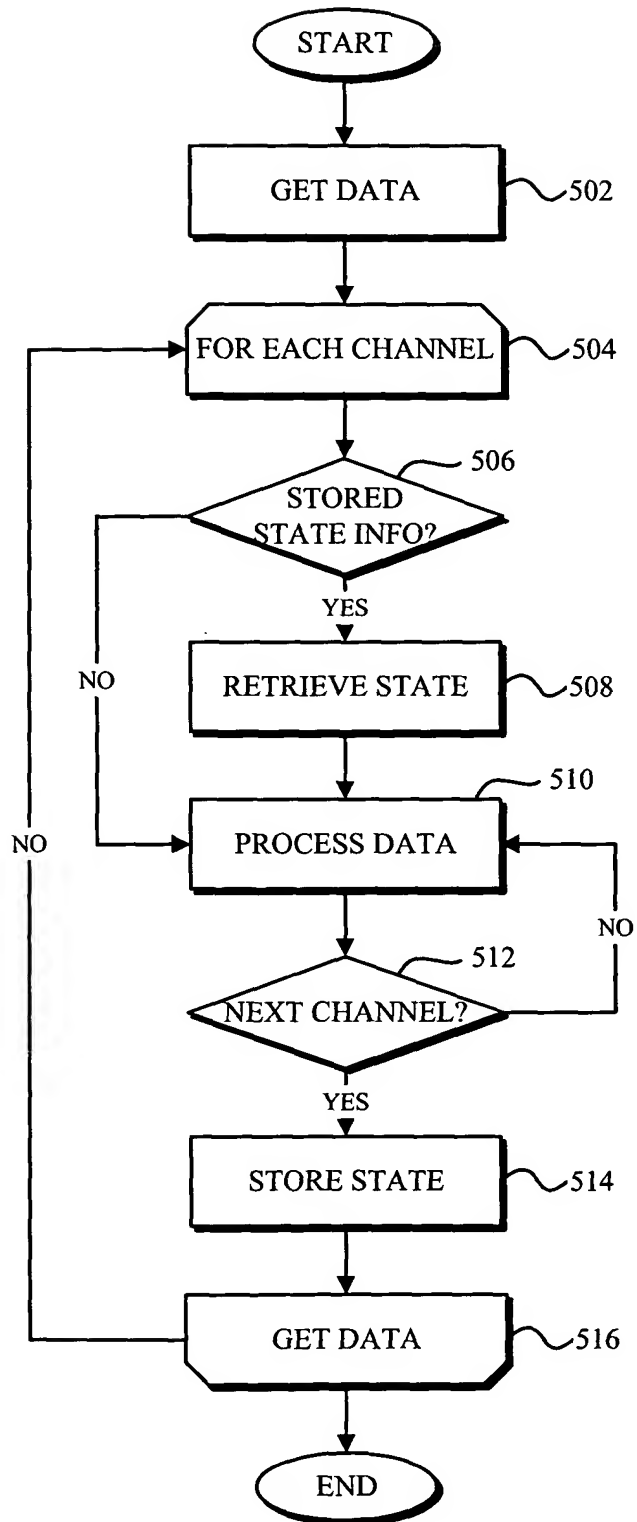 START
GET DATA
502
FOR EACH CHANNEL
504
506
STORED
STATE INFO?
YES
NO
RETRIEVE STATE
508
510
NO
PROCESS DATA
NO
512
NEXT CHANNEL?
YES
STORE STATE
514
GET DATA
516
END